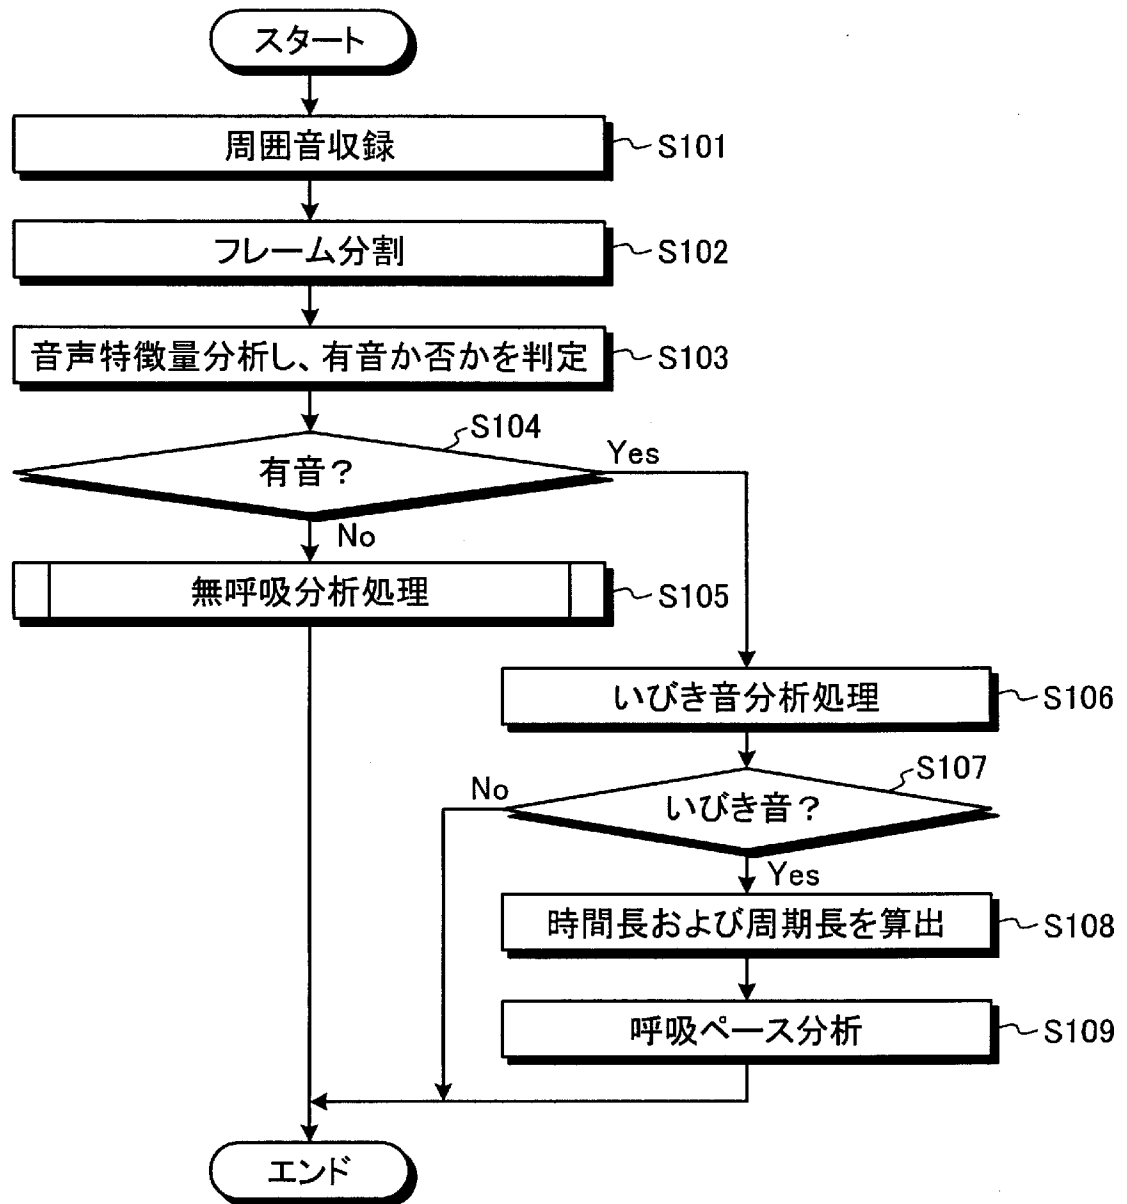 スタート
周囲音収録
S101
フレーム分割
S102
音声特徴量分析し、有音か否かを判定
S103
S104
有音？
Yes
No
無呼吸分析処理
S105
いびき音分析処理
S106
S107
No
いびき音？
Yes
時間長および周期長を算出
S108
呼吸ペース分析
S109
エンド